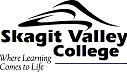 Skagit Valley
College
Where Learning
Comes to Life